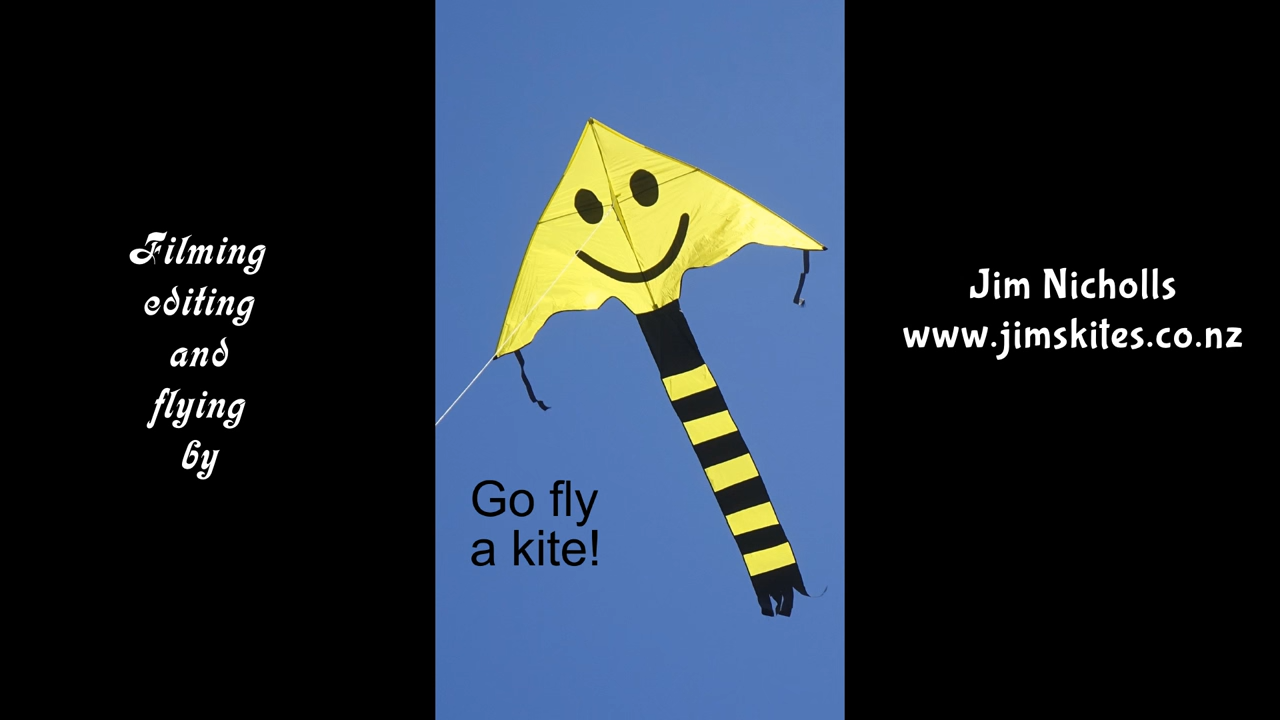 Filming
editing
and
flying
by
Go fly
a kite!
Jim Nicholls
www.jimskites.co.nz